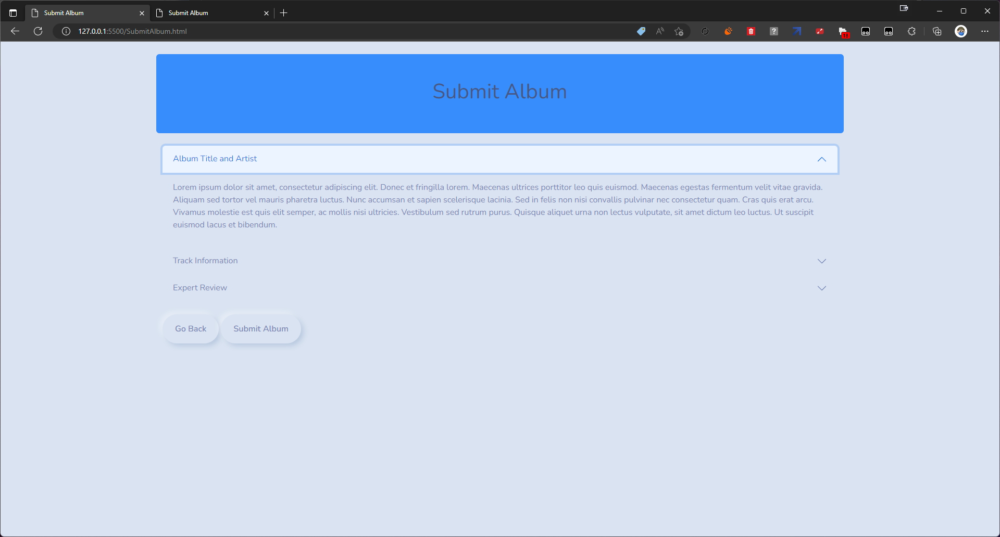 Submit Album
Submit Album
127.0.0.1:5500/SubmitAlbum.html
13
Submit Album
Album Title and Artist
Lorem ipsum dolor sit amet, consectetur adipiscing elit. Donec et fringilla lorem. Maecenas ultrices porttitor leo quis euismod. Maecenas egestas fermentum velit vitae gravida.
Aliquam sed tortor vel mauris pharetra luctus. Nunc accumsan et sapien scelerisque lacinia. Sed in felis non nisi convallis pulvinar nec consectetur quam. Cras quis erat arcu.
Vivamus molestie est quis elit semper, ac mollis nisi ultricies. Vestibulum sed rutrum purus. Quisque aliquet urna non lectus vulputate, sit amet dictum leo luctus. Ut suscipit
euismod lacus et bibendum.
Track Information
Expert Review
Go Back
Submit Album